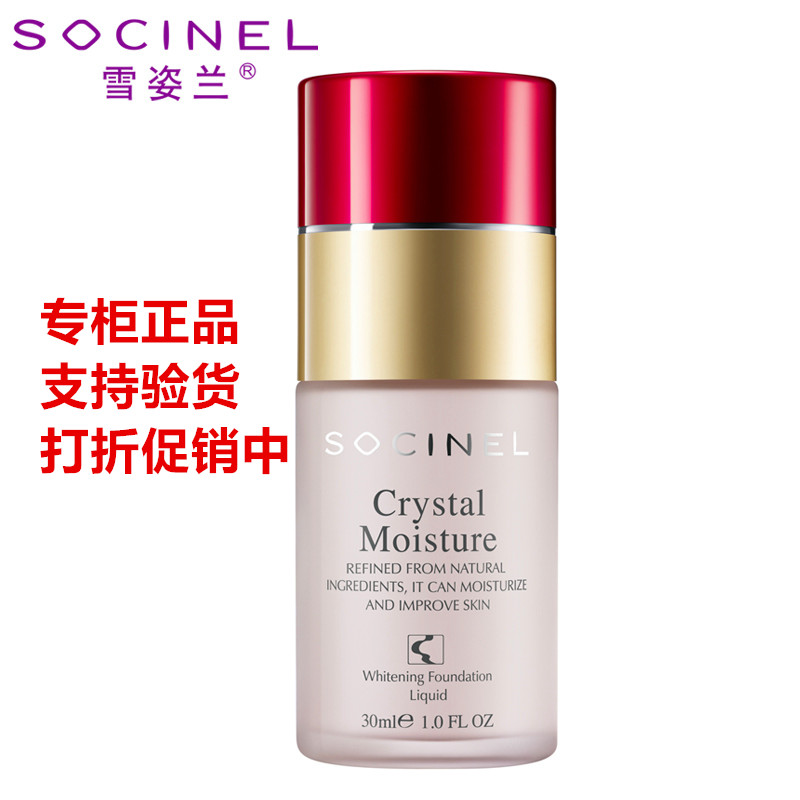 SOCINEL
雪姿兰®
专柜正品
支持验货
打折促销中
SOCINEL
Crystal
Moisture
REFINED FROM NATURAL
INGREDIENTS, IT CAN MOISTURIZE
AND IMPROVE SKIN
Whitening Foundation
Liquid
30ml℮ 1.0 FL OZ